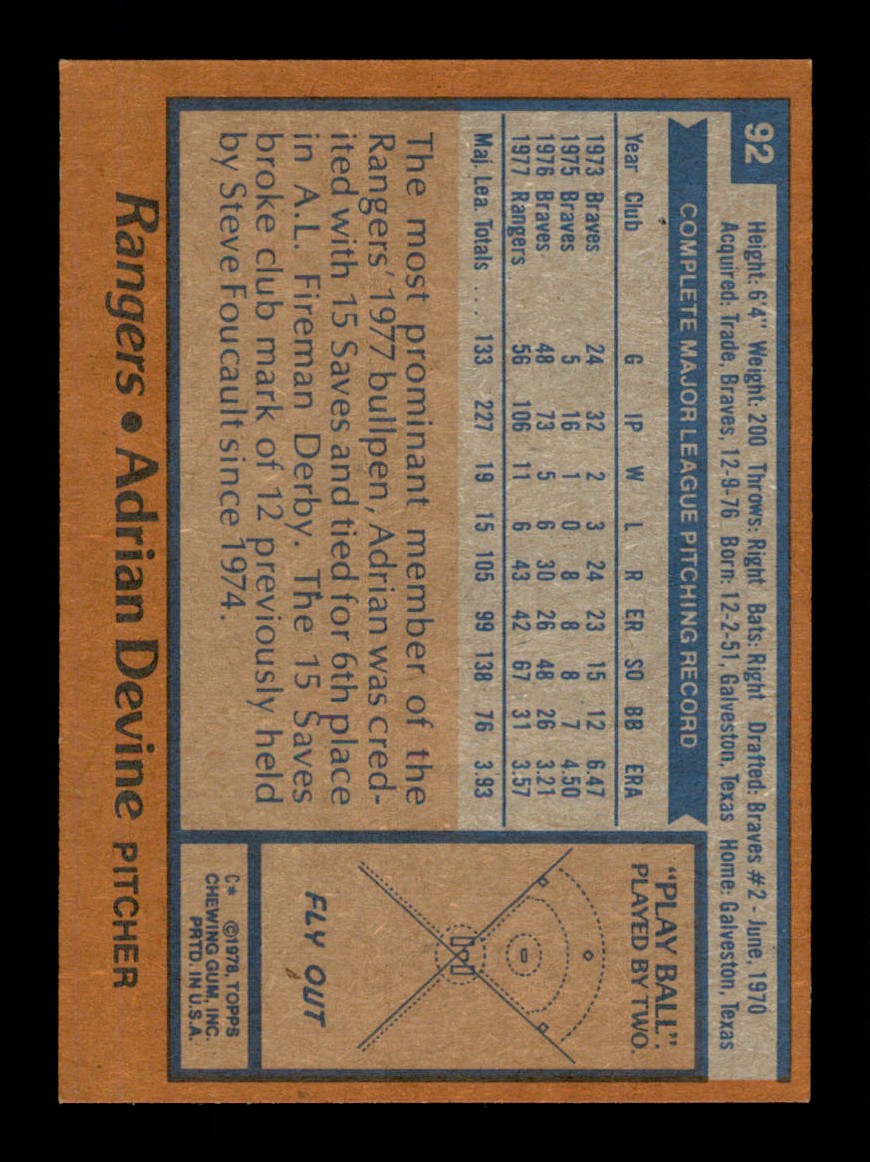 92
Height: 6'4" Weight: 200 Throws: Right Bats: Right Drafted: Braves #2 - June, 1970
Acquired: Trade, Braves, 12-9-76 Born: 12-2-51, Galveston, Texas Home: Galveston, Texas
COMPLETE MAJOR LEAGUE PITCHING RECORD
Year Club G IP W L R ER SO BB ERA
1973 Braves 24 32 2 3 24 23 15 12 6.47
1975 Braves 5 16 1 0 8 8 8 7 4.50
1976 Braves 48 73 5 6 30 26 48 26 3.21
1977 Rangers 56 106 11 6 43 42 67 31 3.57
Maj. Lea. Totals . . . 133 227 19 15 105 99 138 76 3.93
The most prominant member of the
Rangers' 1977 bullpen, Adrian was cred-
ited with 15 Saves and tied for 6th place
in A.L. Fireman Derby. The 15 Saves
broke club mark of 12 previously held
by Steve Foucault since 1974.
"PLAY BALL":
PLAYED BY TWO.
FLY OUT
C* ©1978, TOPPS
CHEWING GUM, INC.
PRTD. IN U.S.A.
Rangers • Adrian Devine PITCHER